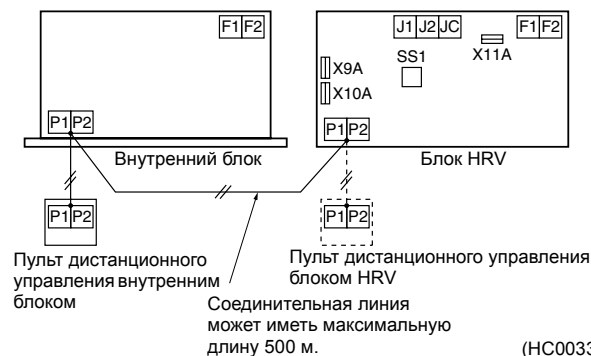 F1 F2
J1 J2 JC
F1 F2
SS1
X11A
X9A
X10A
P1 P2
P1 P2
Внутренний блок
Блок HRV
P1 P2
P1 P2
Пульт дистанционного
управления внутренним
блоком
Пульт дистанционного управления
блоком HRV
Соединительная линия
может иметь максимальную
длину 500 м.
(HC0033